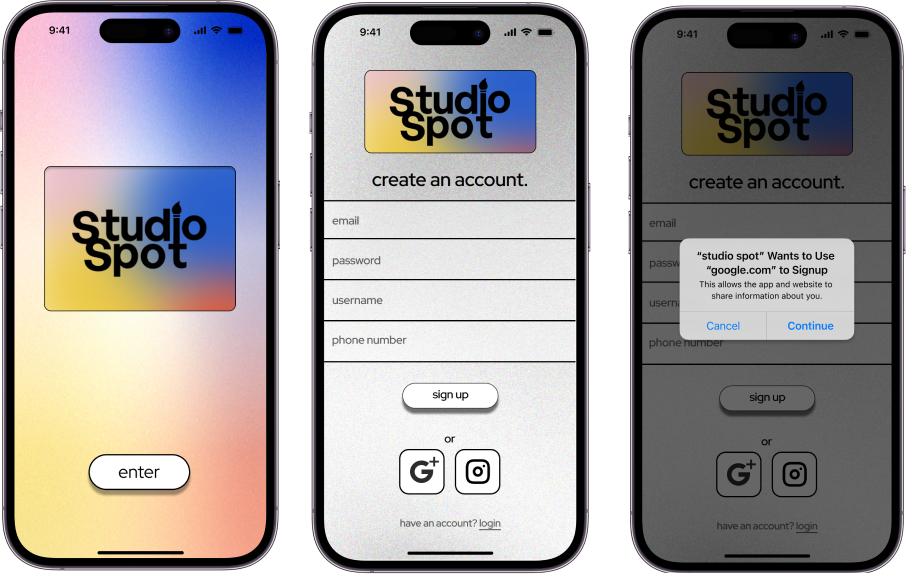 9:41
Studio
Spot
enter
9:41
Studio
Spot
create an account.
email
password
username
phone number
sign up
or
G+
have an account? login
9:41
Studio
Spot
create an account.
email
passw
usern
phone number
“studio spot” Wants to Use
“google.com” to Signup
This allows the app and website to
share information about you.
Cancel Continue
sign up
or
G+
have an account? login